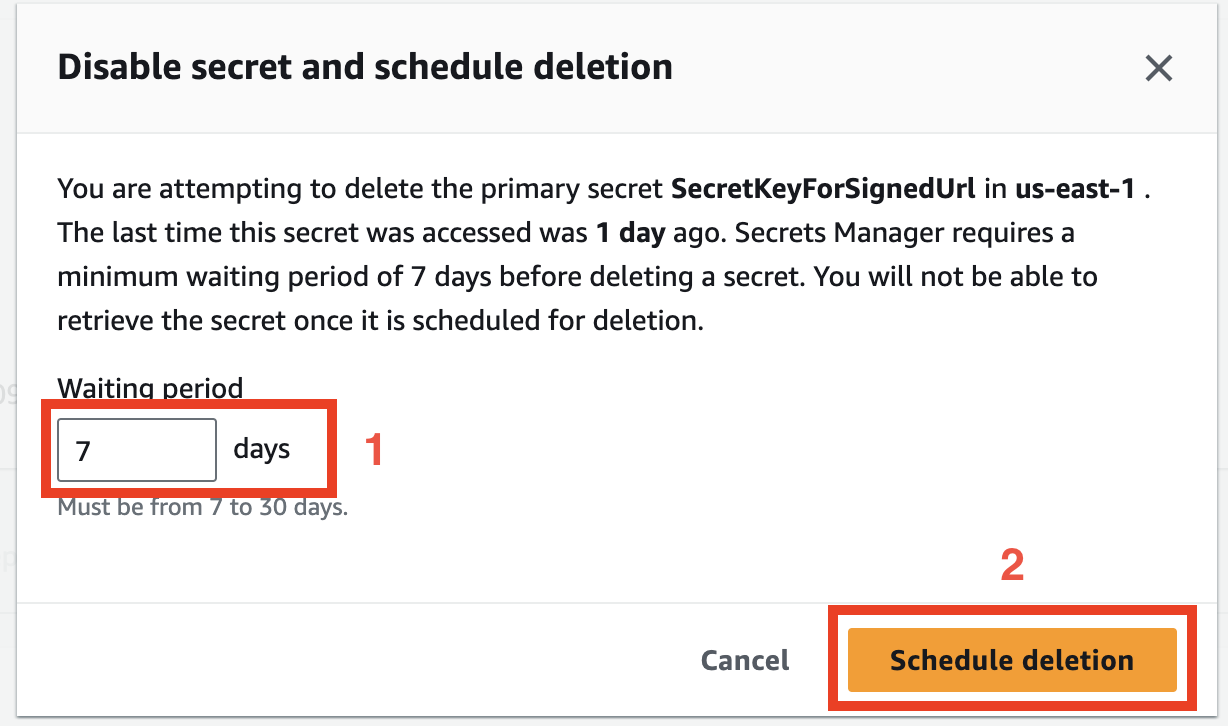 Disable secret and schedule deletion
You are attempting to delete the primary secret SecretKeyForSignedUrl in us-east-1 .
The last time this secret was accessed was 1 day ago. Secrets Manager requires a
minimum waiting period of 7 days before deleting a secret. You will not be able to
retrieve the secret once it is scheduled for deletion.
Waiting period
7 days 1
Must be from 7 to 30 days.
2
Cancel Schedule deletion